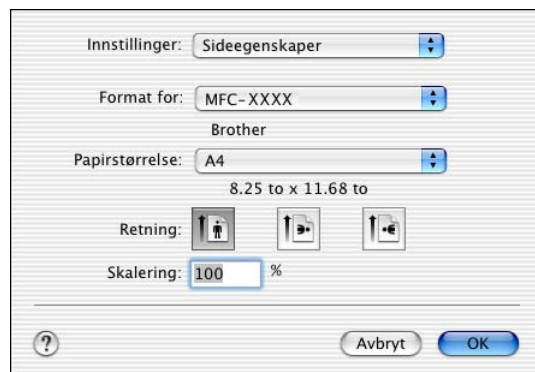 Innstillinger: Sideegenskaper
Format for: MFC-XXXX
Brother
Papirstørrelse: A4
8.25 to x 11.68 to
Retning:
Skalering: 100 %
? Avbryt OK